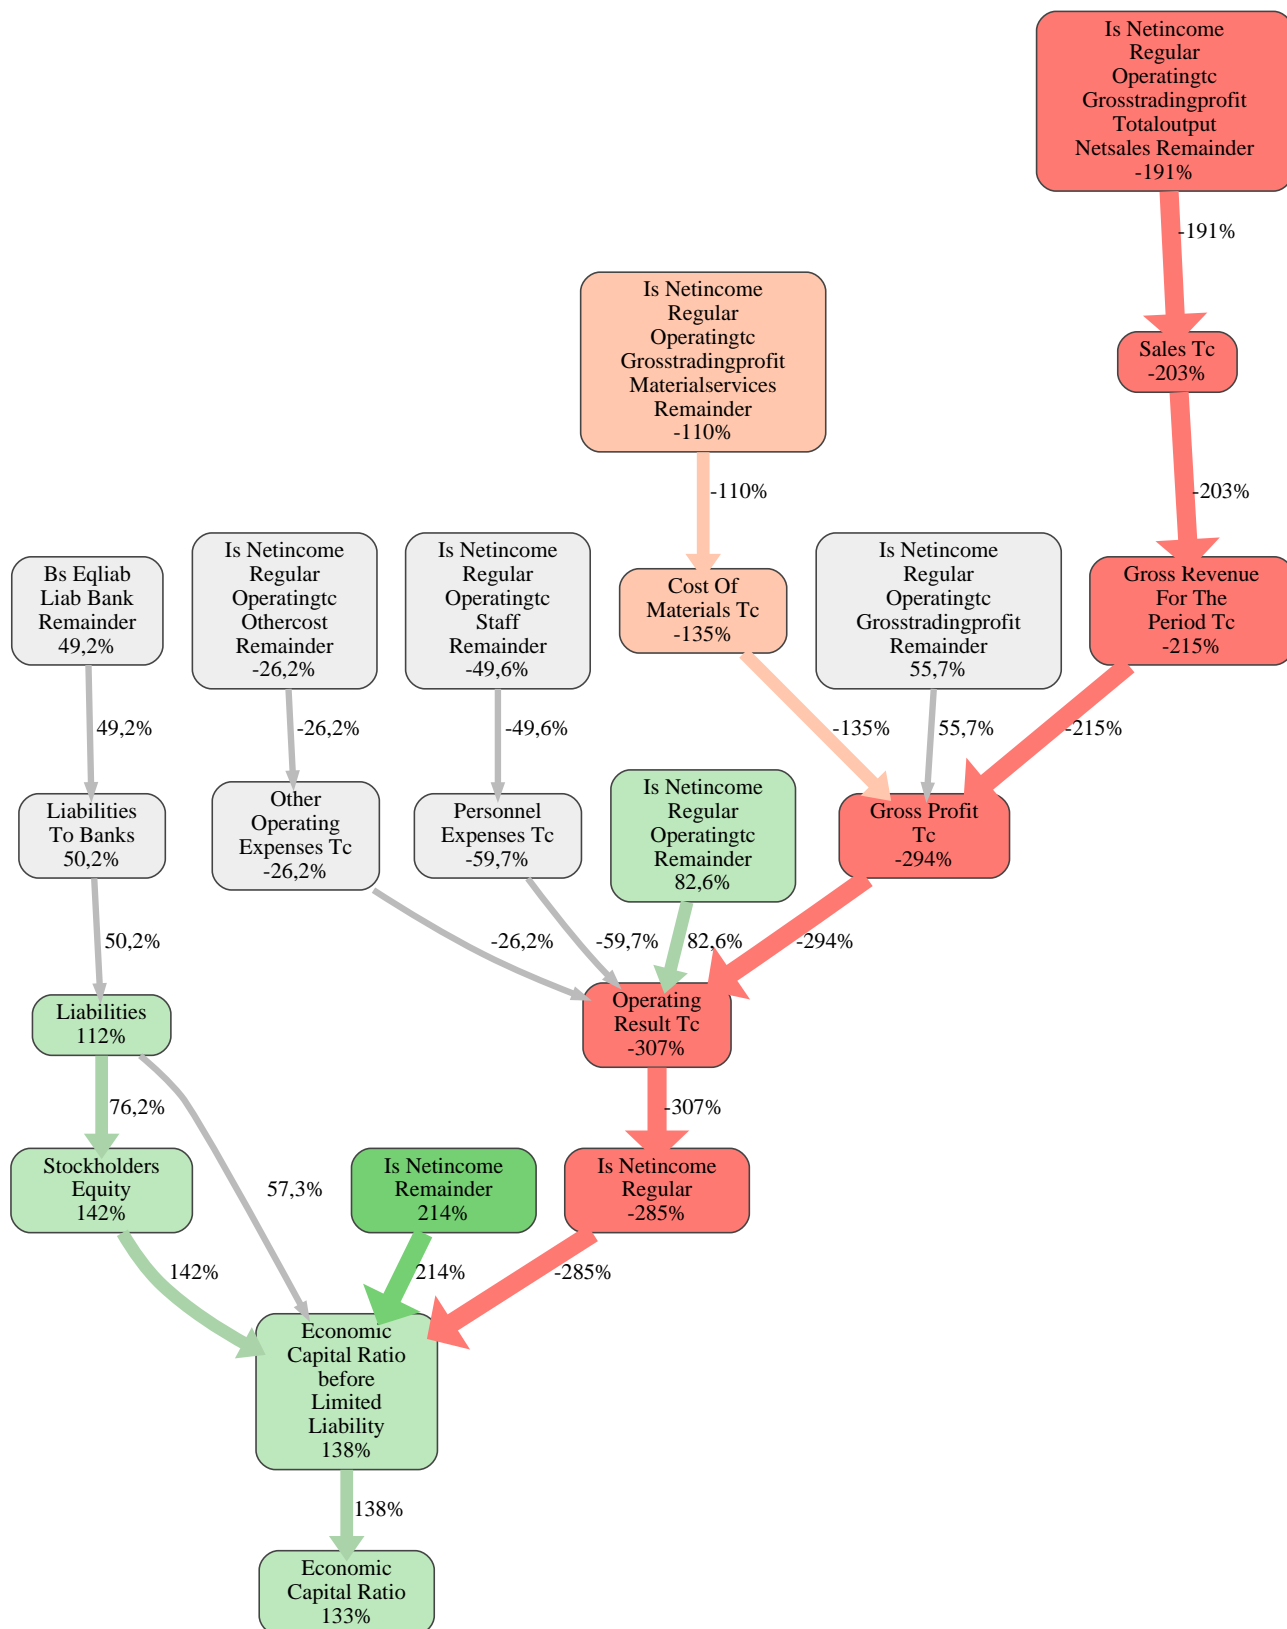 Is Netincome
Regular
Operatingtc
Grosstradingprofit
Totaloutput
Netsales Remainder
-191%
-191%
Is Netincome
Regular
Operatingtc
Grosstradingprofit
Materialservices
Remainder
-110%
Sales Tc
-203%
-110%
-203%
Bs Eqliab
Liab Bank
Remainder
49,2%
Is Netincome
Regular
Operatingtc
Othercost
Remainder
-26,2%
Is Netincome
Regular
Operatingtc
Staff
Remainder
-49,6%
Cost Of
Materials Tc
-135%
Is Netincome
Regular
Operatingtc
Grosstradingprofit
Remainder
55,7%
Gross Revenue
For The
Period Tc
-215%
49,2%
-26,2%
-49,6%
-135%
55,7%
-215%
Liabilities
To Banks
50,2%
Other
Operating
Expenses Tc
-26,2%
Personnel
Expenses Tc
-59,7%
Is Netincome
Regular
Operatingtc
Remainder
82,6%
Gross Profit
Tc
-294%
50,2%
-26,2%
-59,7%
82,6%
-294%
Liabilities
112%
Operating
Result Tc
-307%
76,2%
-307%
Stockholders
Equity
142%
57,3%
Is Netincome
Remainder
214%
Is Netincome
Regular
-285%
142%
214%
-285%
Economic
Capital Ratio
before
Limited
Liability
138%
138%
Economic
Capital Ratio
133%